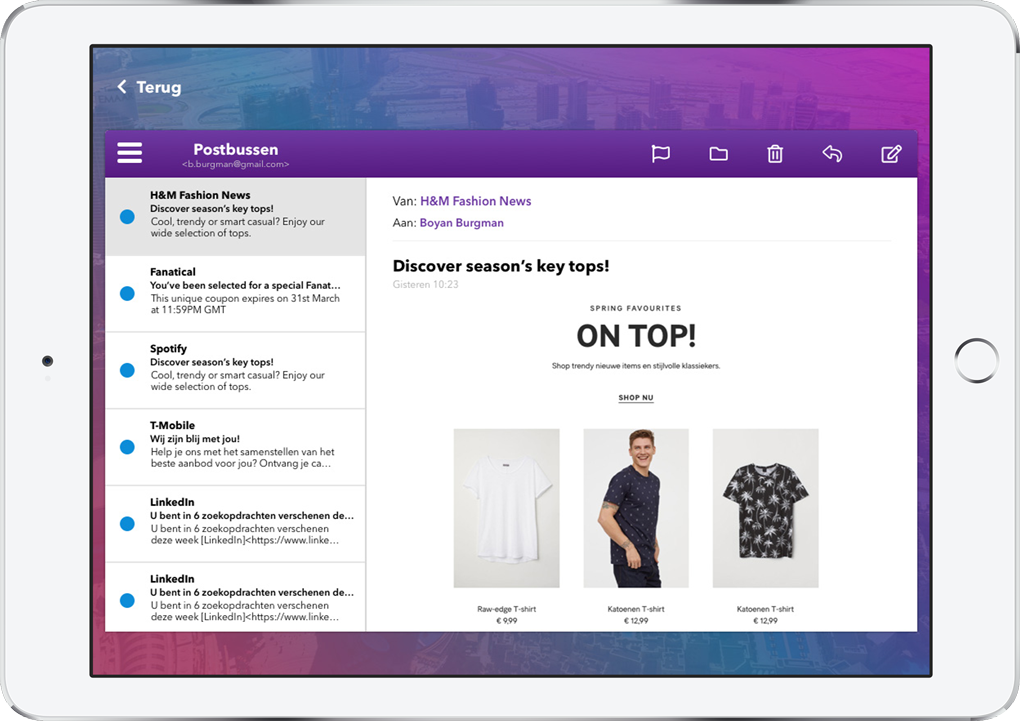 Terug
Postbussen
<b.burgman@gmail.com>
H&M Fashion News
Discover season's key tops!
Cool, trendy or smart casual? Enjoy our
wide selection of tops.
Fanatical
You've been selected for a special Fanat...
This unique coupon expires on 31st March
at 11:59PM GMT
Spotify
Discover season's key tops!
Cool, trendy or smart casual? Enjoy our
wide selection of tops.
T-Mobile
Wij zijn blij met jou!
Help je ons met het samenstellen van het
beste aanbod voor jou? Ontvang je ca...
LinkedIn
U bent in 6 zoekopdrachten verschenen de...
U bent in 6 zoekopdrachten verschenen
deze week [LinkedIn]<https://www.linke...
LinkedIn
U bent in 6 zoekopdrachten verschenen de...
U bent in 6 zoekopdrachten verschenen
deze week [LinkedIn]<https://www.linke...
Van: H&M Fashion News
Aan: Boyan Burgman
Discover season's key tops!
Gisteren 10:23
SPRING FAVOURITES
ON TOP!
Shop trendy nieuwe items en stijlvolle klassiekers.
SHOP NU
Raw-edge T-shirt
€ 9,99
Katoenen T-shirt
€ 12,99
Katoenen T-shirt
€ 12,99